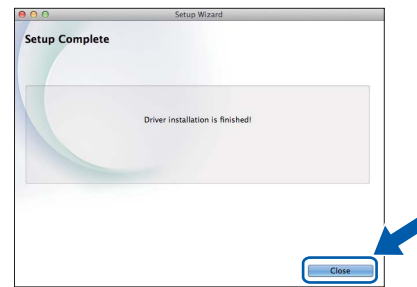 Setup Wizard
Setup Complete
Driver installation is finished!
Close